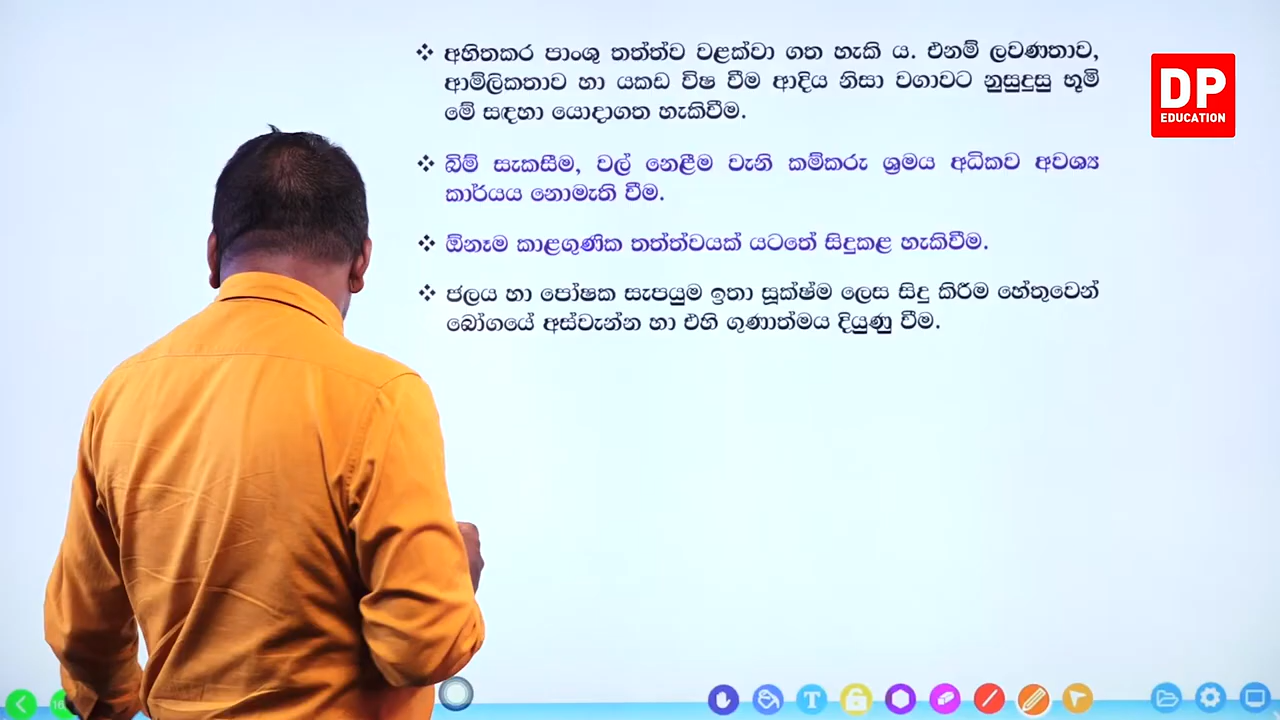 ❖ අහිතකර පාංශු තත්ත්ව වළක්වා ගත හැකි ය. එනම් ලවණතාව,
ආම්ලිකතාව හා යකඩ විෂ වීම ආදිය නිසා වගාවට නුසුදුසු භූමි
මේ සඳහා යොදාගත හැකිවීම.
❖ බිම් සැකසීම, වල් නෙළීම වැනි කම්කරු ශ්‍රමය අධිකව අවශ්‍ය
කාර්යය නොමැති වීම.
❖ ඕනෑම කාළගුණික තත්ත්වයක් යටතේ සිදුකළ හැකිවීම.
❖ ජලය හා පෝෂක සැපයුම ඉතා සූක්ෂ්ම ලෙස සිදු කිරීම හේතුවෙන්
බෝගයේ අස්වැන්න හා එහි ගුණාත්මය දියුණු වීම.
DP
EDUCATION
16
T